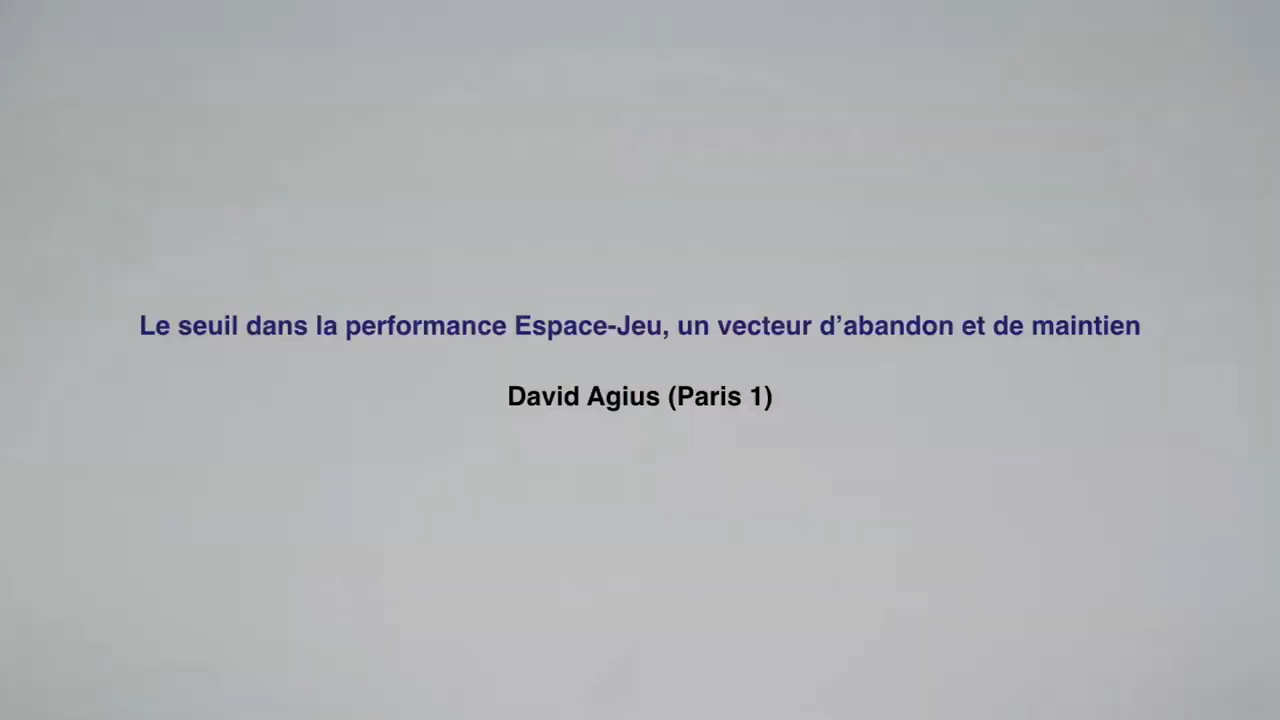 Le seuil dans la performance Espace-Jeu, un vecteur d’abandon et de maintien
David Agius (Paris 1)